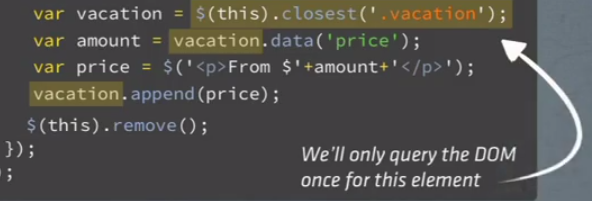 var vacation = $(this).closest('.vacation');
var amount = vacation.data('price');
var price = $('<p>From $'+amount+'</p>');
vacation.append(price);
$(this).remove();
});
;
We'll only query the DOM
once for this element